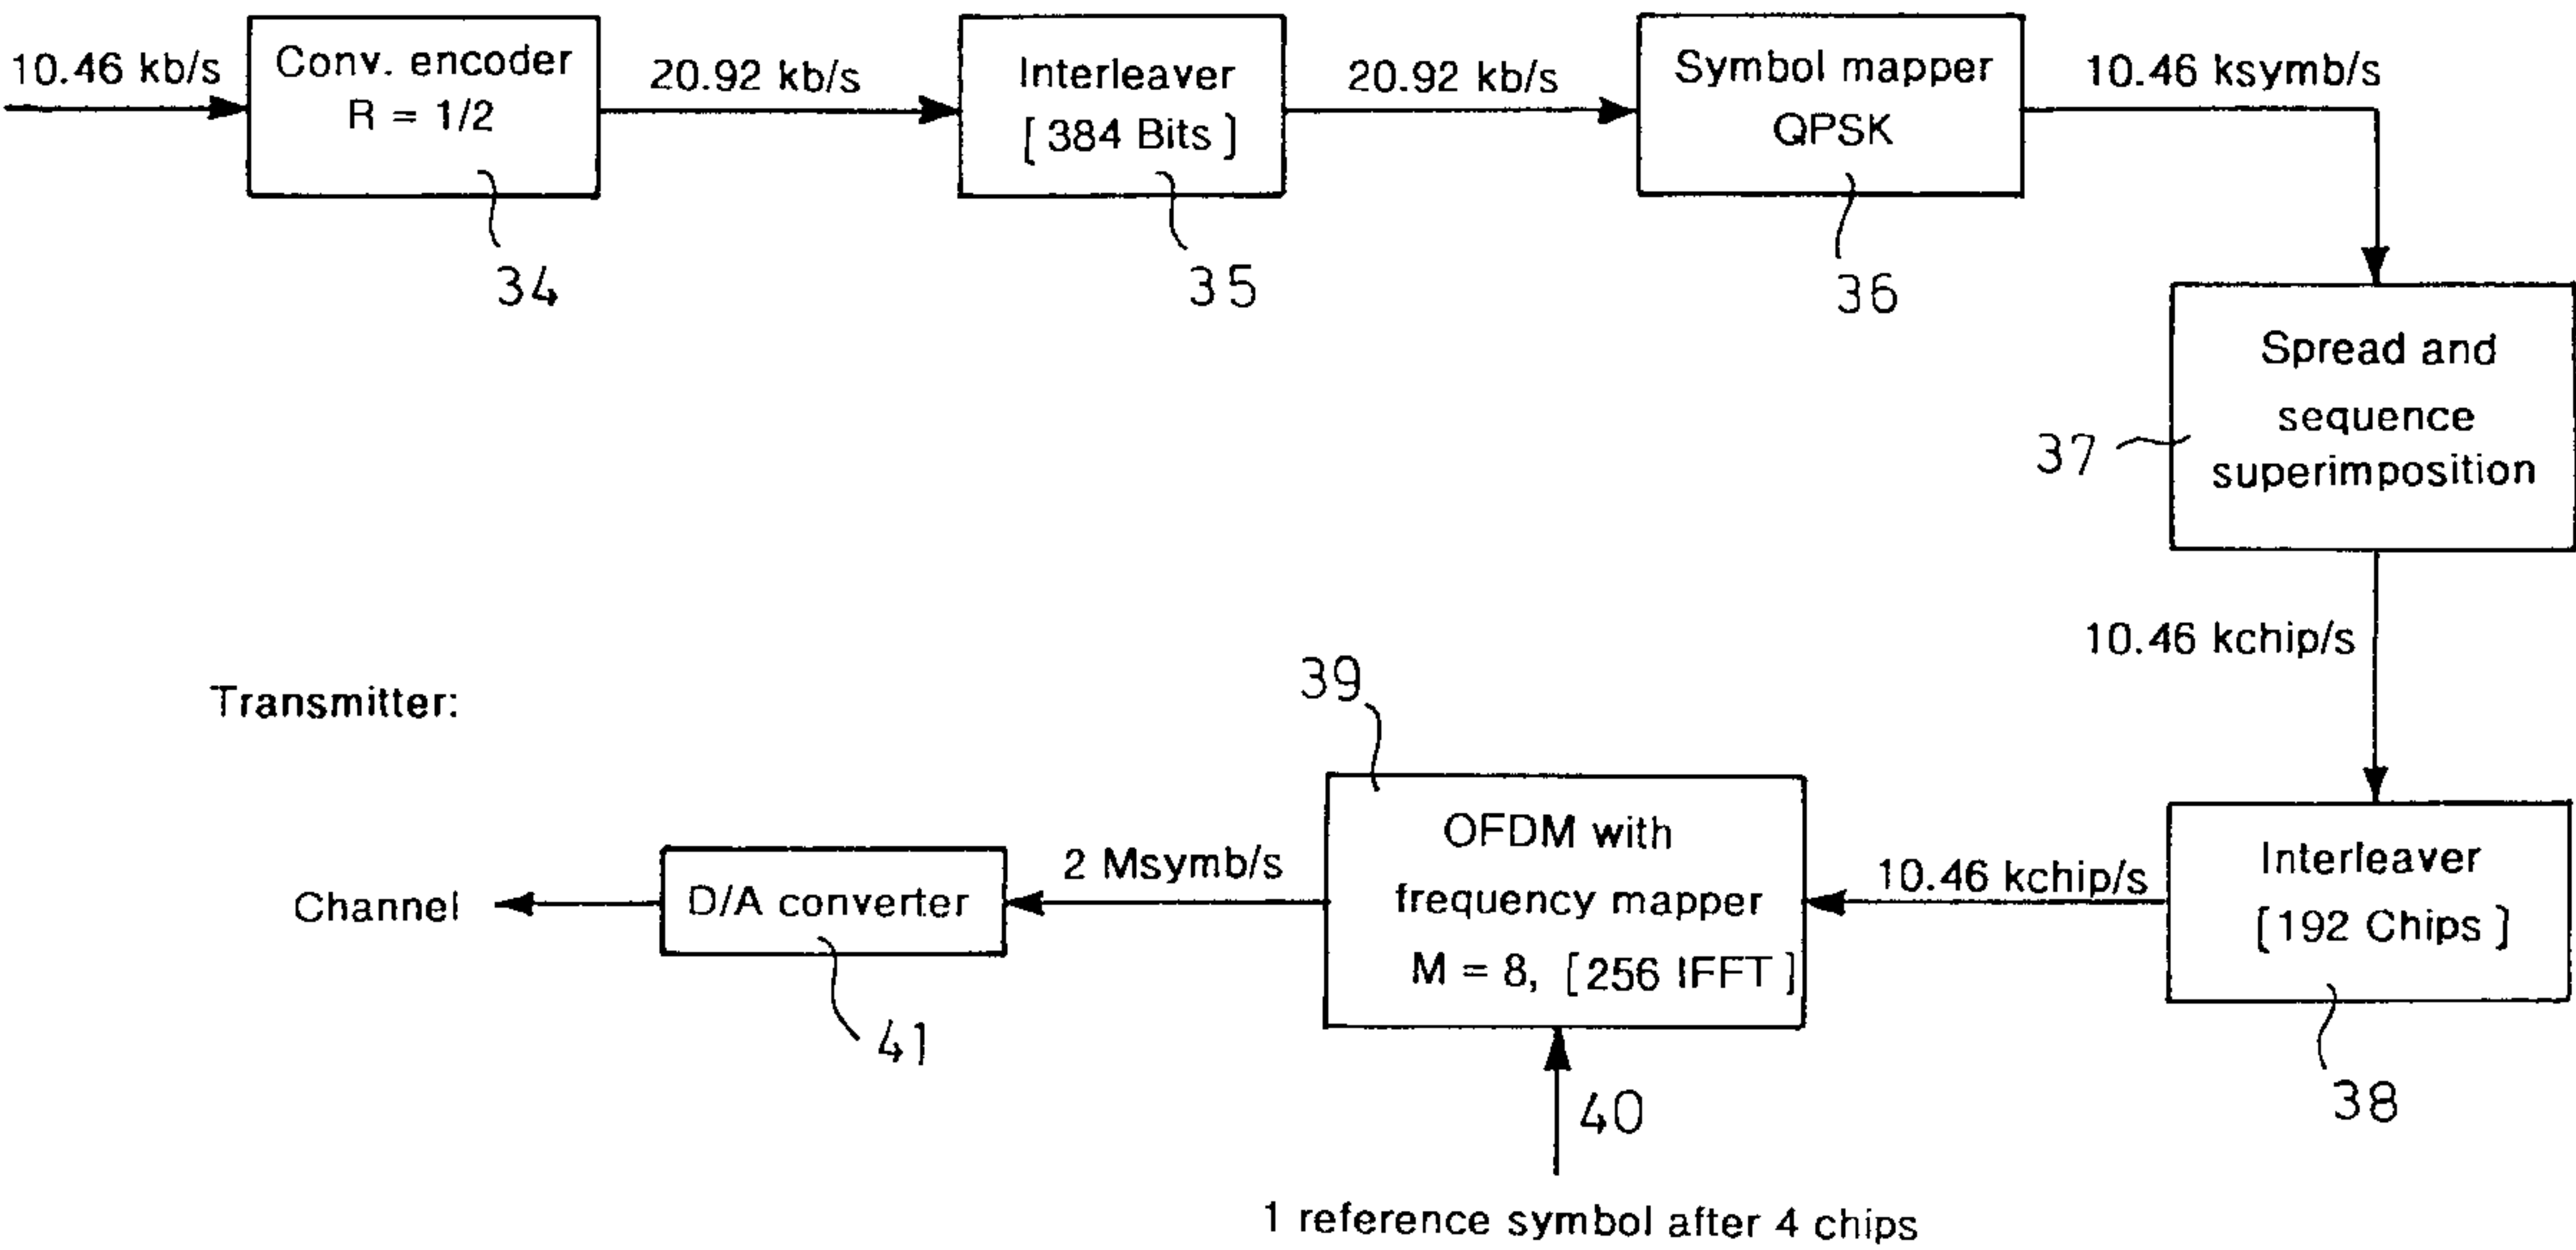 10.46 kb/s
Conv. encoder
R = 1/2
34
20.92 kb/s
Interleaver
[ 384 Bits ]
35
20.92 kb/s
Symbol mapper
QPSK
36
10.46 ksymb/s
Spread and
sequence
superimposition
37
10.46 kchip/s
Interleaver
[ 192 Chips ]
38
10.46 kchip/s
39
OFDM with
frequency mapper
M = 8, [ 256 IFFT ]
40
1 reference symbol after 4 chips
2 Msymb/s
D/A converter
41
Channel
Transmitter: